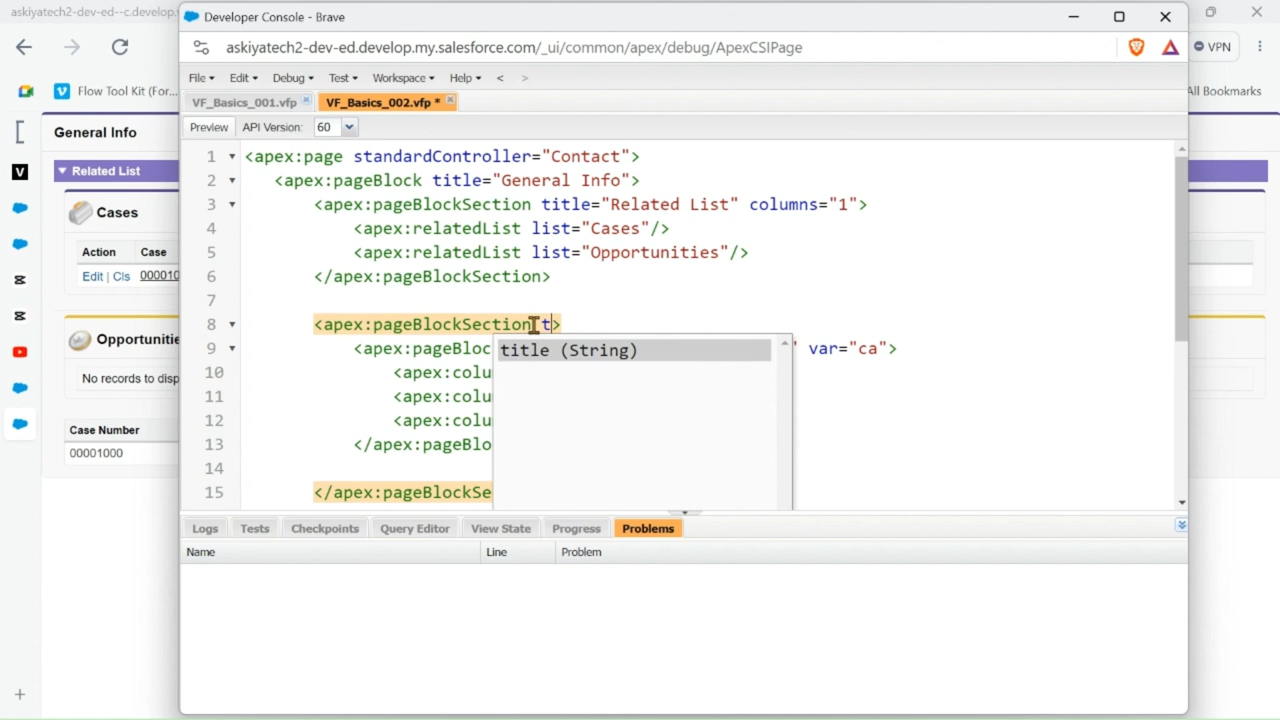 askiyatech2-dev-ed--c.develop.
Developer Console - Brave
askiyatech2-dev-ed.develop.my.salesforce.com/_ui/common/apex/debug/ApexCSIPage
VPN
Flow Tool Kit (For...
All Bookmarks
File Edit Debug Test Workspace Help < >
VF_Basics_001.vfp VF_Basics_002.vfp *
Preview API Version: 60
General Info
Related List
Cases
Action Case
Edit | Cls 000010
Opportunitie
No records to disp
Case Number
00001000
1 <apex:page standardController="Contact">
2 <apex:pageBlock title="General Info">
3 <apex:pageBlockSection title="Related List" columns="1">
4 <apex:relatedList list="Cases"/>
5 <apex:relatedList list="Opportunities"/>
6 </apex:pageBlockSection>
7
8 <apex:pageBlockSection t>
title (String)
9 <apex:pageBloc ' var="ca">
10 <apex:colu
11 <apex:colu
12 <apex:colu
13 </apex:pageBlo
14
15 </apex:pageBlockSe
Logs Tests Checkpoints Query Editor View State Progress Problems
Name Line Problem